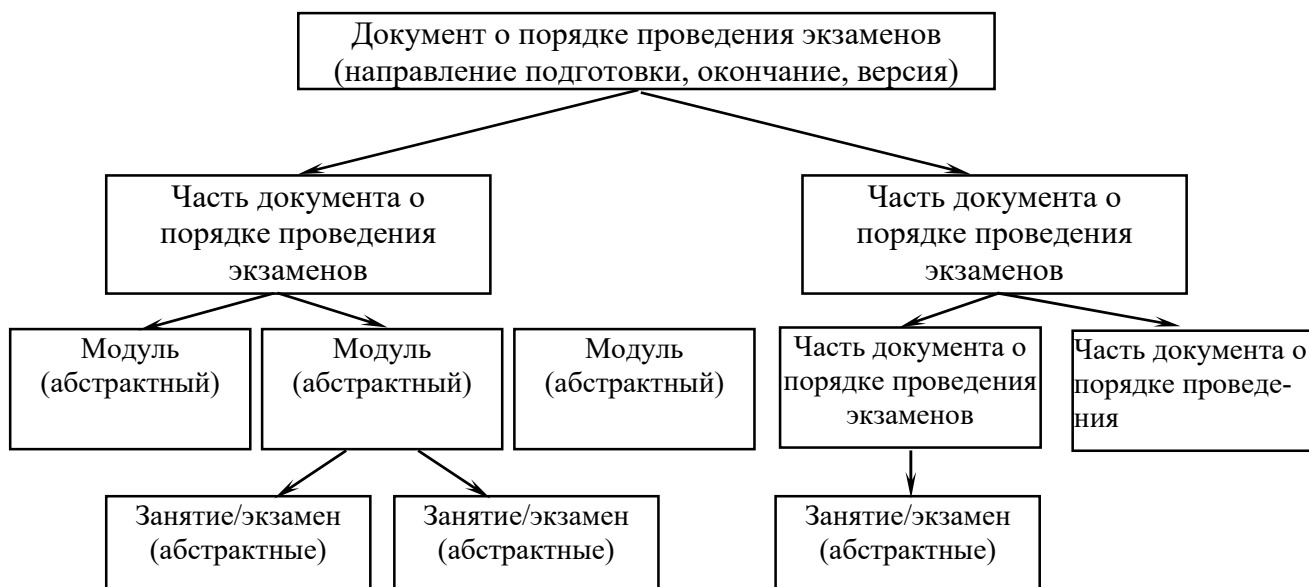 Документ о порядке проведения экзаменов
(направление подготовки, окончание, версия)
Часть документа о
порядке проведения
экзаменов
Часть документа о
порядке проведения
экзаменов
Модуль
(абстрактный)
Модуль
(абстрактный)
Модуль
(абстрактный)
Часть документа о
порядке проведения
экзаменов
Часть документа о
порядке проведе-
ния
Занятие/экзамен
(абстрактные)
Занятие/экзамен
(абстрактные)
Занятие/экзамен
(абстрактные)